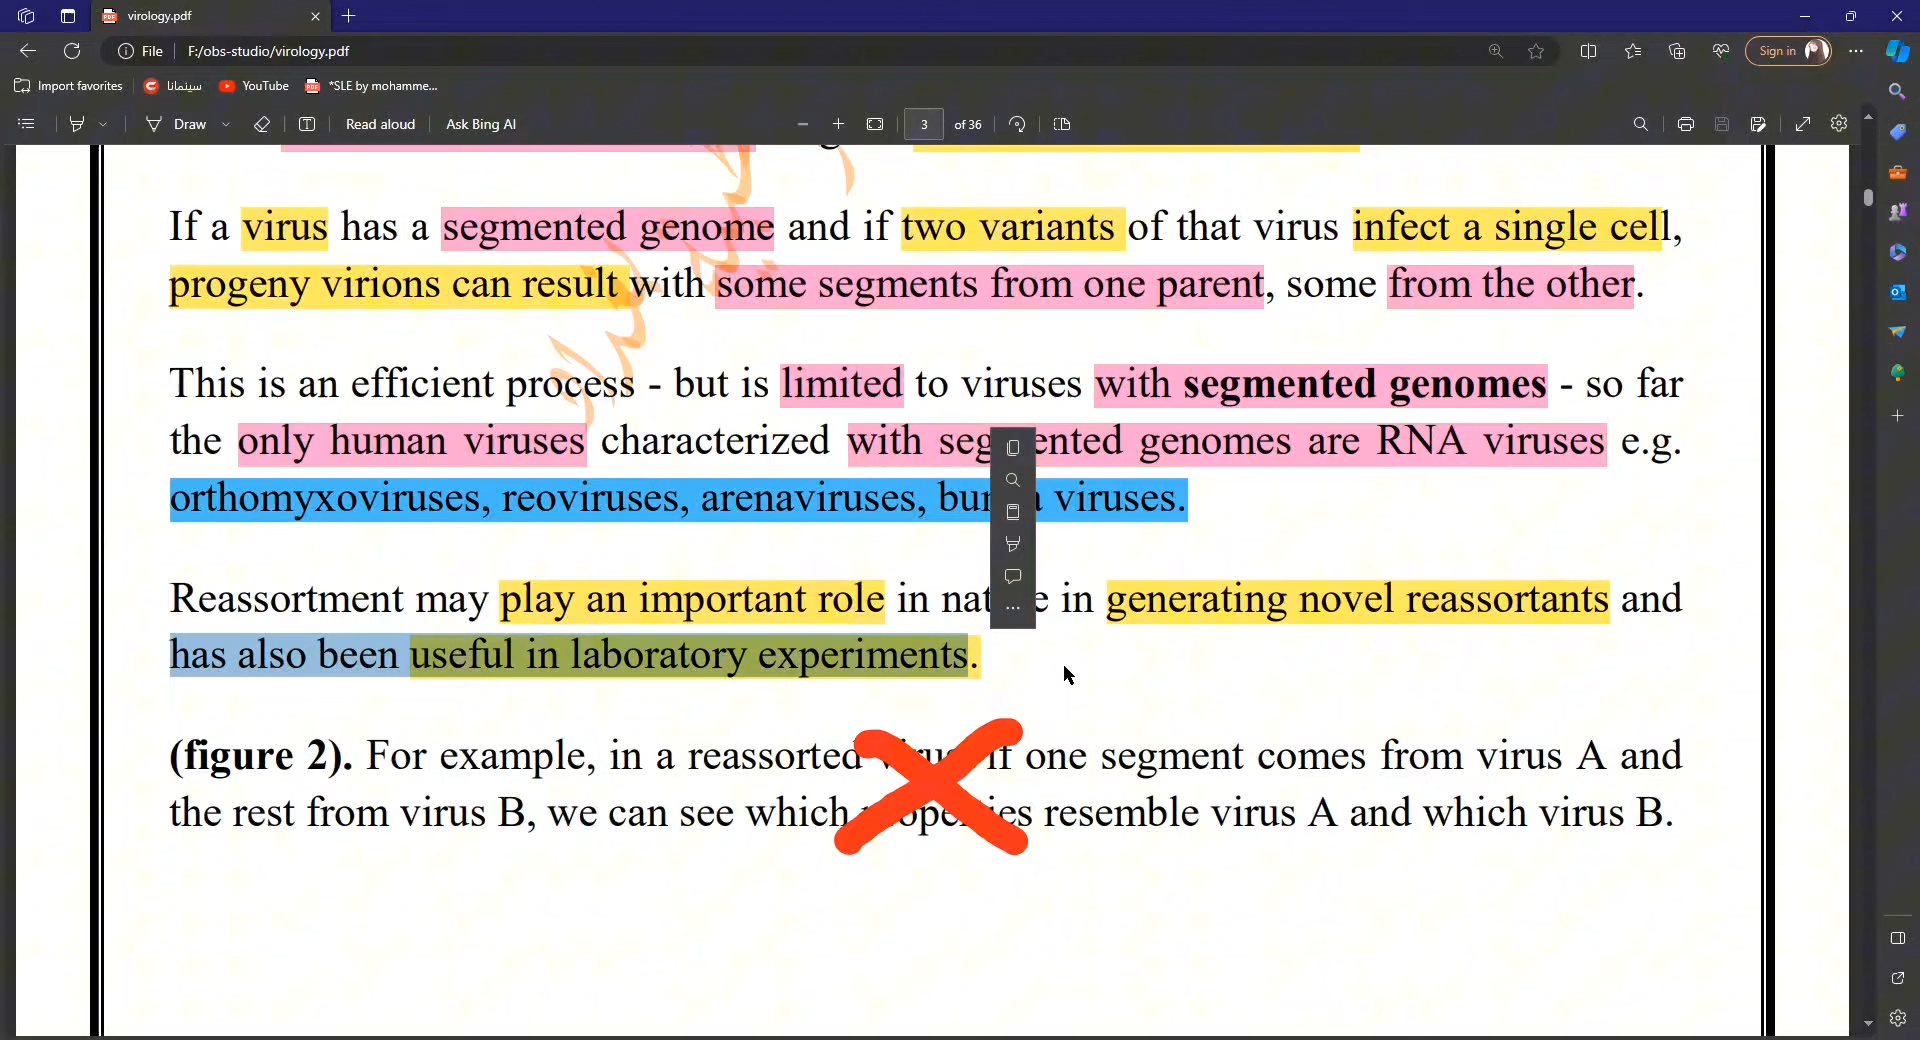 virology.pdf
File
F:/obs-studio/virology.pdf
Sign in
Import favorites
سينمانا
YouTube
*SLE by mohamme...
Draw
Read aloud
Ask Bing AI
3
of 36
If a virus has a segmented genome and if two variants of that virus infect a single cell,
progeny virions can result with some segments from one parent, some from the other.
This is an efficient process - but is limited to viruses with segmented genomes - so far
the only human viruses characterized with seg ented genomes are RNA viruses e.g.
orthomyxoviruses, reoviruses, arenaviruses, bun a viruses.
Reassortment may play an important role in nat e in generating novel reassortants and
has also been useful in laboratory experiments.
(figure 2). For example, in a reassorted virus if one segment comes from virus A and
the rest from virus B, we can see which properties resemble virus A and which virus B.